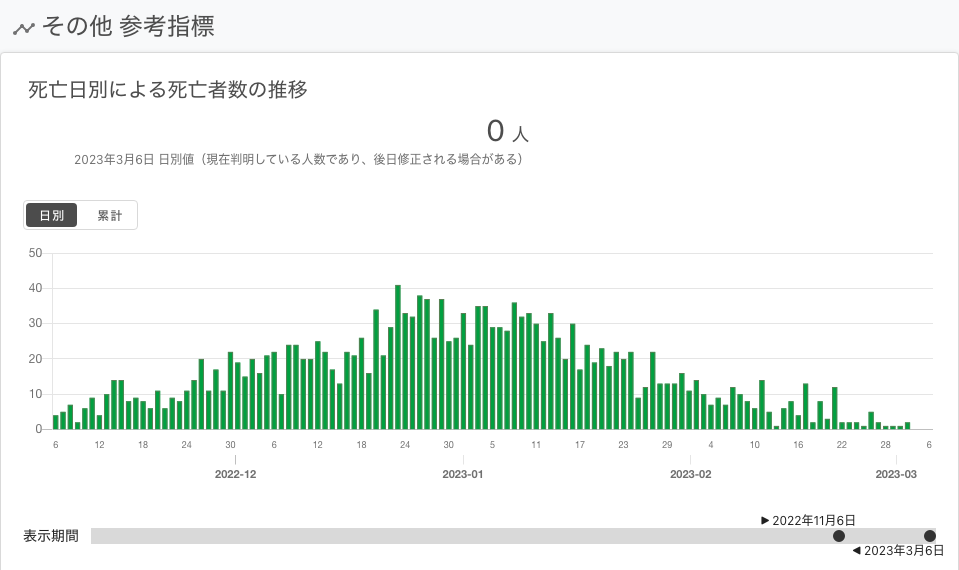 その他 参考指標
死亡日別による死亡者数の推移
0 人
2023年3月6日 日別値（現在判明している人数であり、後日修正される場合がある）
日別 累計
50
40
30
20
10
0
6 12 18 24 30 6 12 18 24 30 5 11 17 23 29 4 10 16 22 28 6
2022-12 2023-01 2023-02 2023-03
▶ 2022年11月6日
表示期間
◀ 2023年3月6日